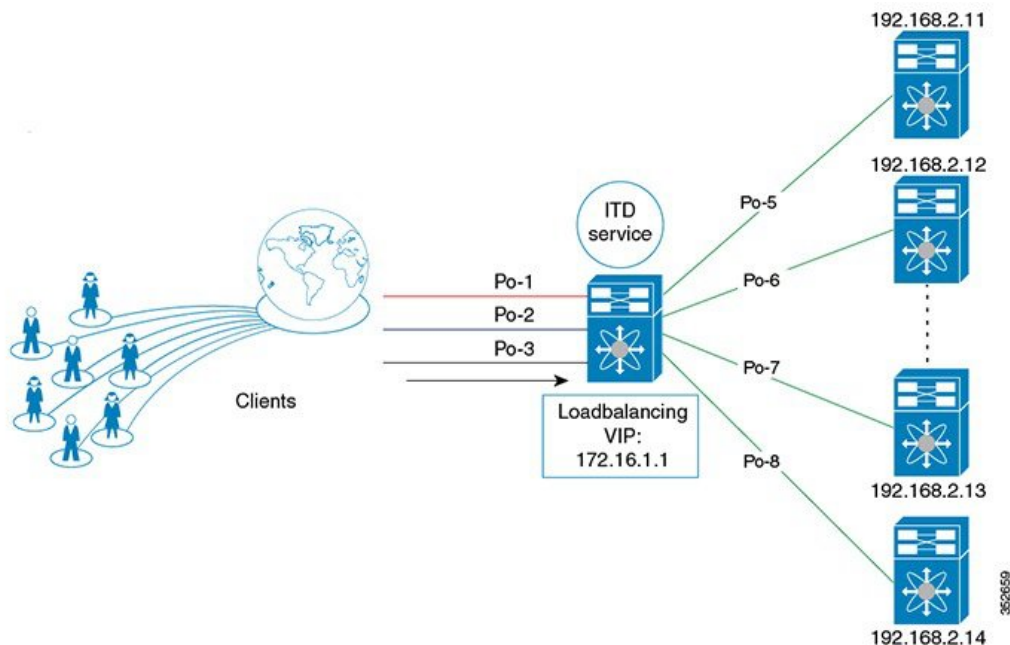 192.168.2.11
192.168.2.12
Po-5
ITD
service
Po-6
Po-1
Po-2
Po-3
Po-7
Clients
Loadbalancing
VIP:
172.16.1.1
Po-8
192.168.2.13
192.168.2.14
352659